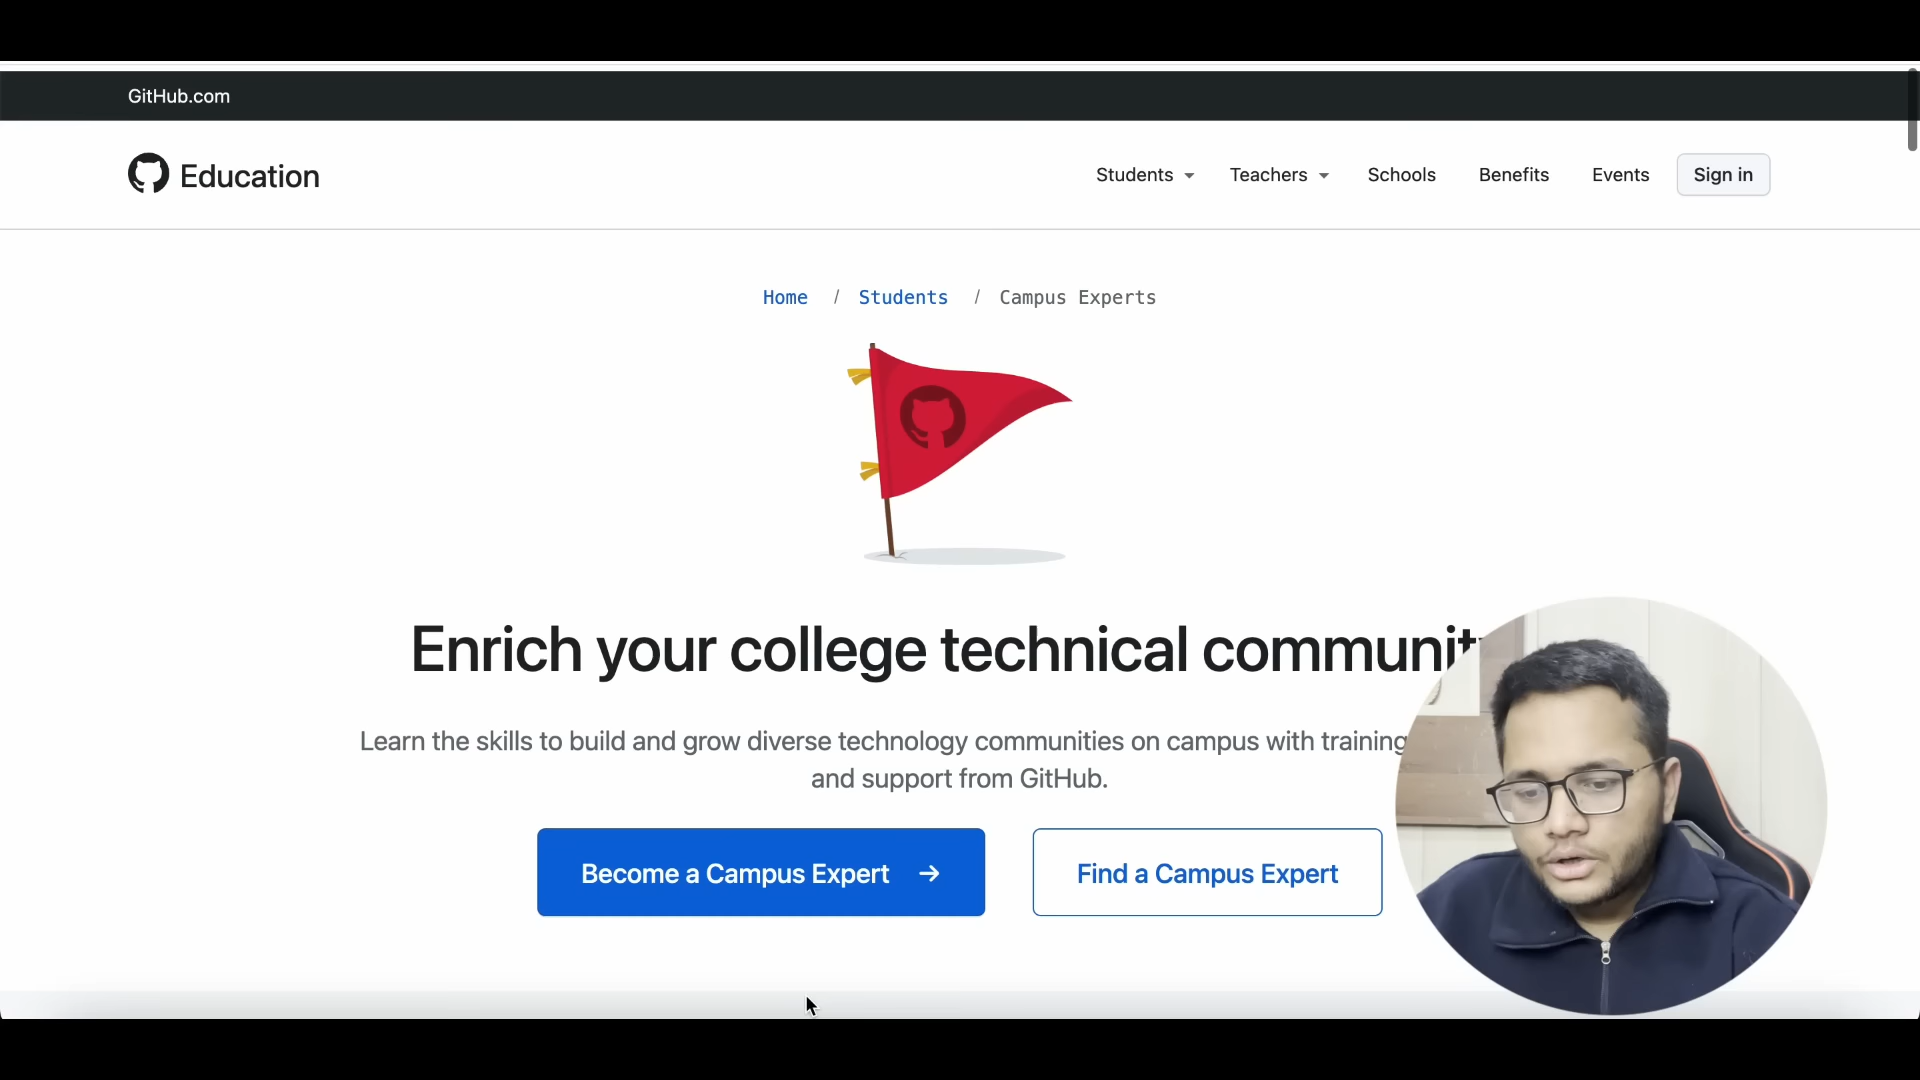 GitHub.com
Education
Students
Teachers
Schools
Benefits
Events
Sign in
Home / Students / Campus Experts
Enrich your college technical
Learn the skills to build and grow diverse technology communities on campus with training
and support from GitHub.
Become a Campus Expert →
Find a Campus Expert